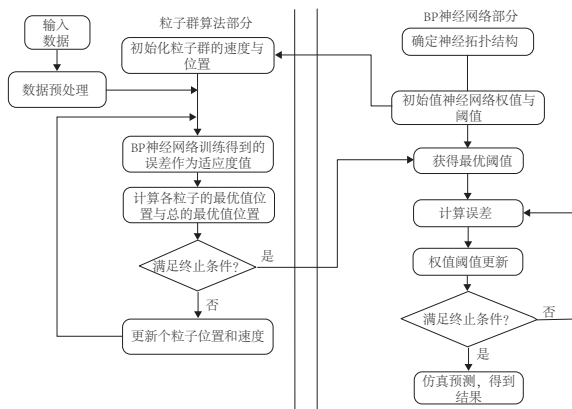 粒子群算法部分
BP神经网络部分
输入
数据
初始化粒子群的速度与
位置
确定神经拓扑结构
数据预处理
初始值神经网络权值与
阈值
BP神经网络训练得到的
误差作为适应度值
获得最优阈值
计算各粒子的最优值位
置与总的最优值位置
计算误差
满足终止条件?
是
权值阈值更新
否
更新个粒子位置和速度
满足终止条件?
否
是
仿真预测，得到
结果